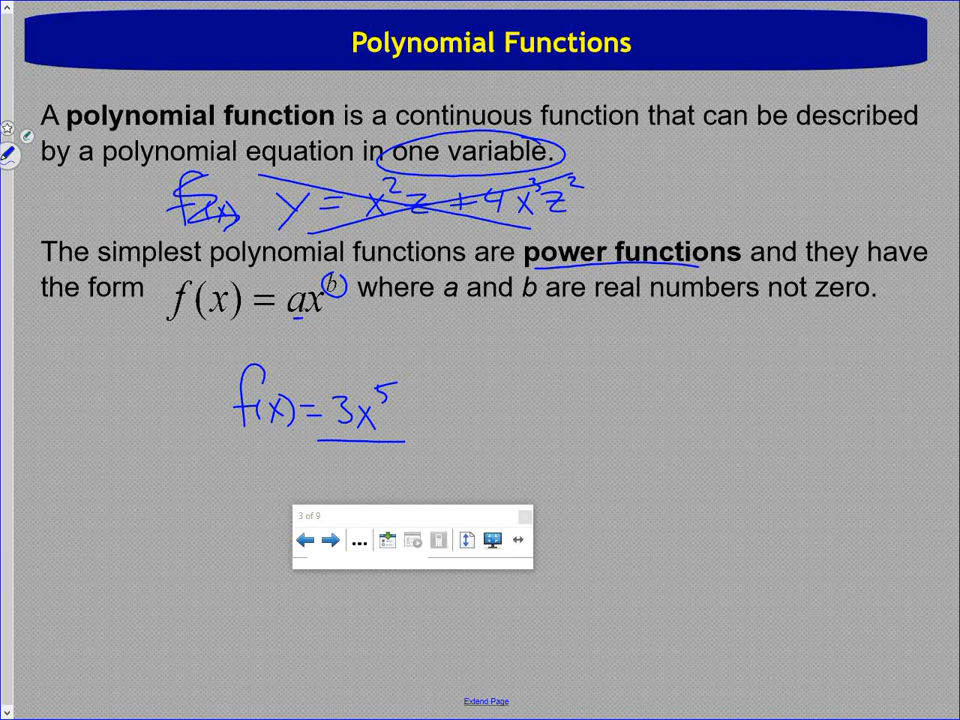 Polynomial Functions
A polynomial function is a continuous function that can be described
by a polynomial equation in one variable.
f(x) y = x²z + 4x³z²
The simplest polynomial functions are power functions and they have
the form f(x) = ax^b where a and b are real numbers not zero.
f(x) = 3x⁵
3 of 9
...
Extend Page